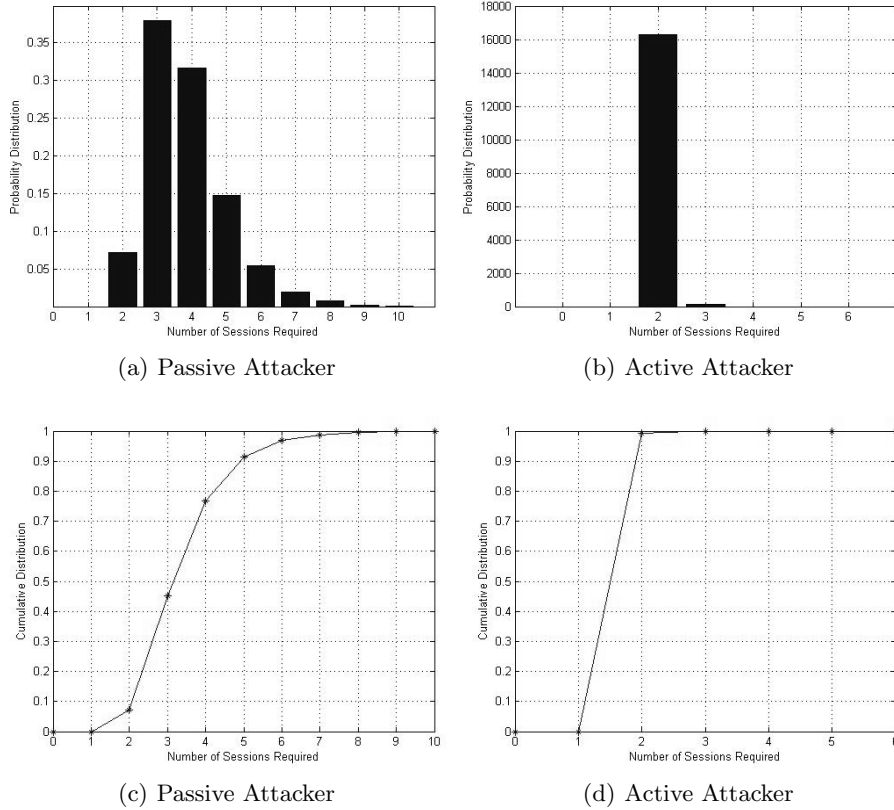 0.35
0.3
0.25
0.2
0.15
0.1
0.05
Probability Distribution
0 1 2 3 4 5 6 7 8 9 10
Number of Sessions Required
(a) Passive Attacker
18000
16000
14000
12000
10000
8000
6000
4000
2000
0
Probability Distribution
0 1 2 3 4 5 6
Number of Sessions Required
(b) Active Attacker
1
0.9
0.8
0.7
0.6
0.5
0.4
0.3
0.2
0.1
0
Cumulative Distribution
0 1 2 3 4 5 6 7 8 9 10
Number of Sessions Required
(c) Passive Attacker
1
0.9
0.8
0.7
0.6
0.5
0.4
0.3
0.2
0.1
0
Cumulative Distribution
0 1 2 3 4 5 6
Number of Sessions Required
(d) Active Attacker